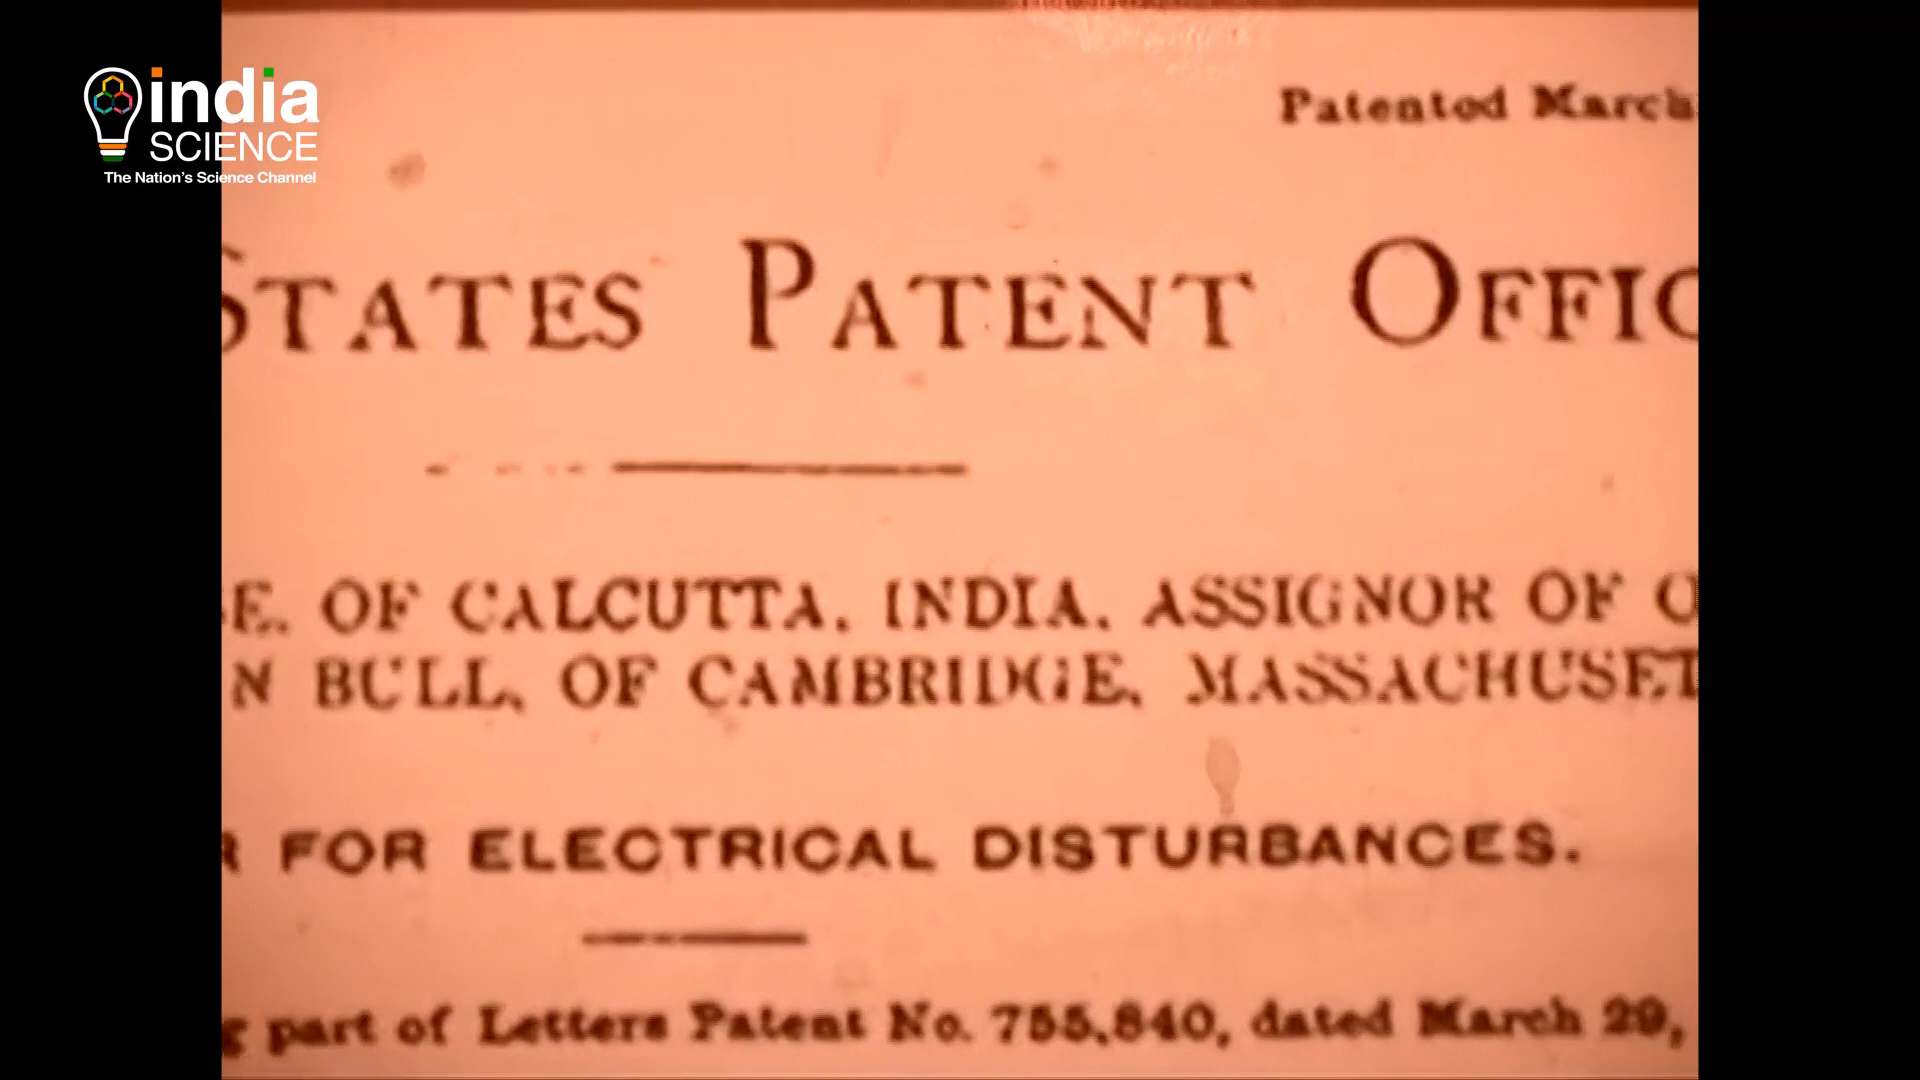 india
SCIENCE
The Nation's Science Channel
Patented March
STATES PATENT OFFIC
E, OF CALCUTTA, INDIA, ASSIGNOR OF O
N BULL, OF CAMBRIDGE, MASSACHUSET
R FOR ELECTRICAL DISTURBANCES.
g part of Letters Patent No. 755,840, dated March 29,